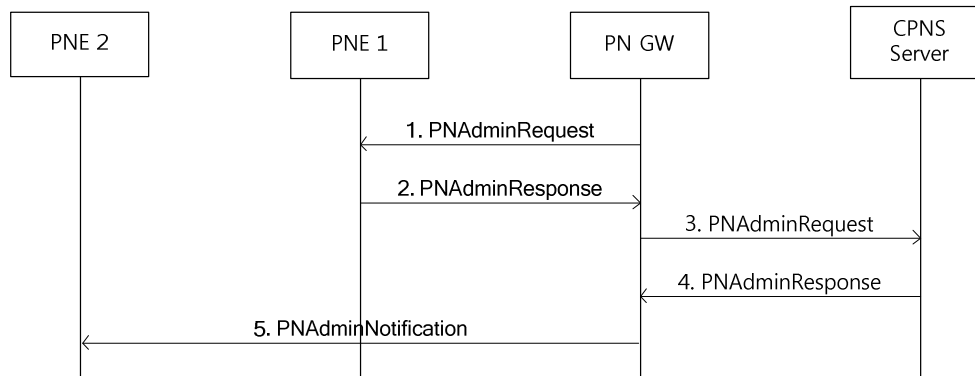 PNE 2
PNE 1
PN GW
CPNS
Server
1. PNAdminRequest
2. PNAdminResponse
3. PNAdminRequest
4. PNAdminResponse
5. PNAdminNotification